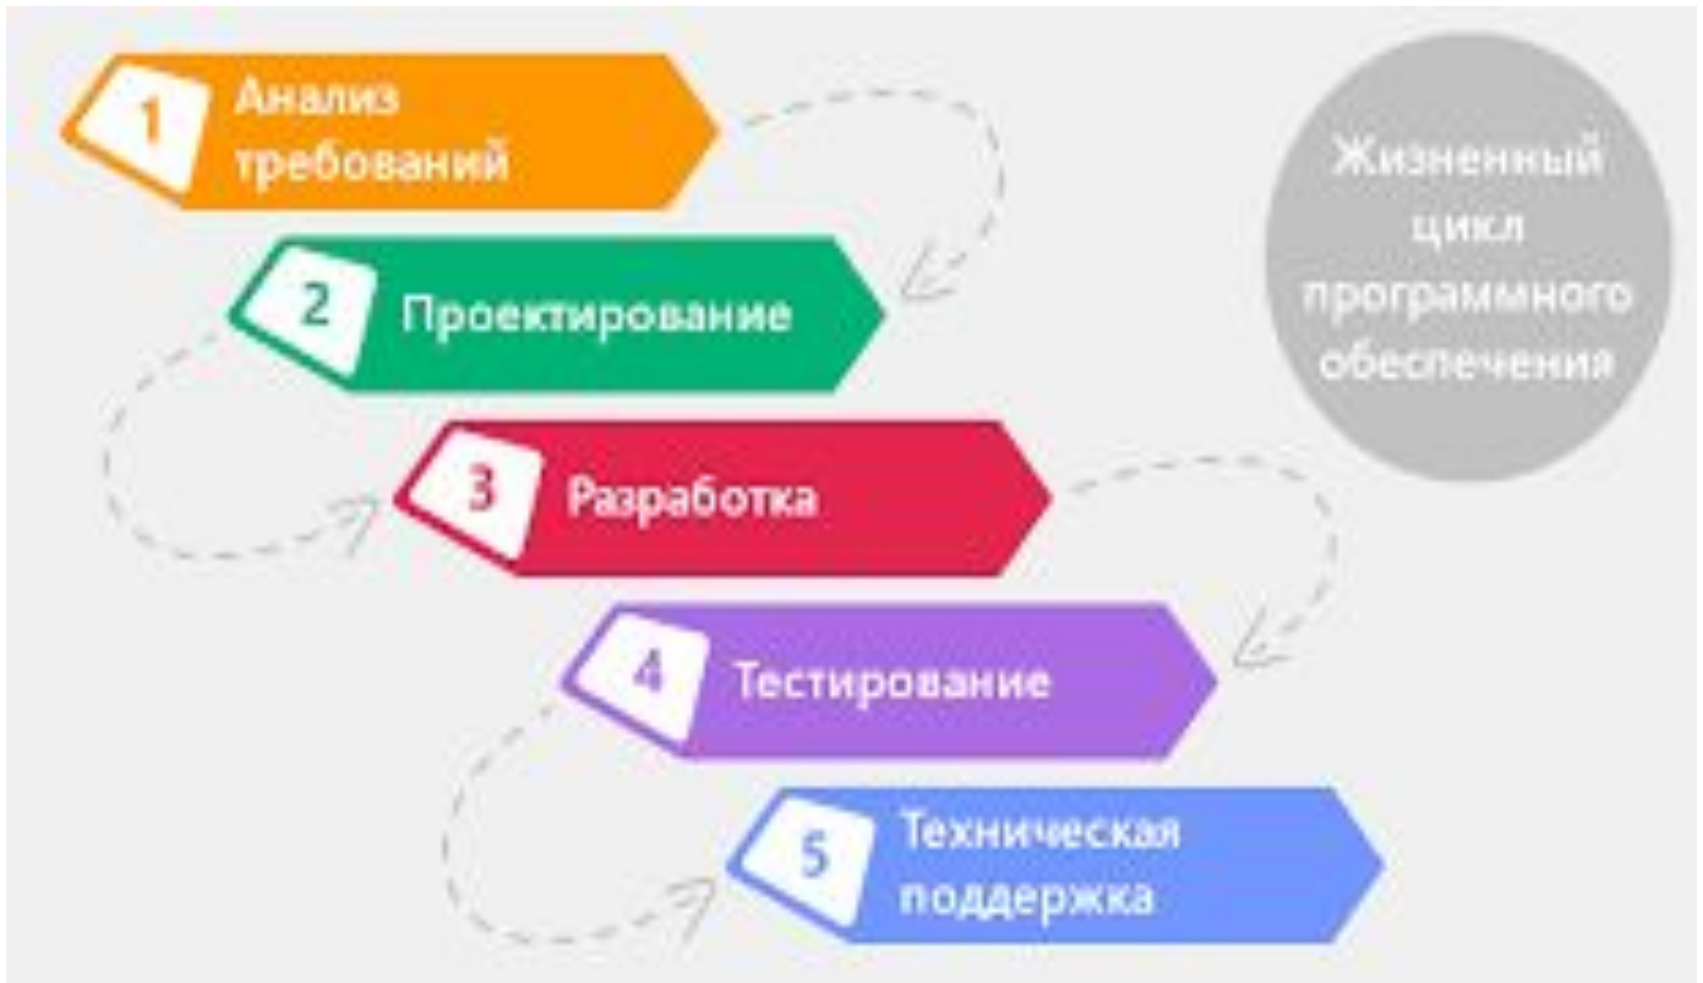 1
Анализ
требований
2
Проектирование
3
Разработка
4
Тестирование
5
Техническая
поддержка
Жизненный
цикл
программного
обеспечения